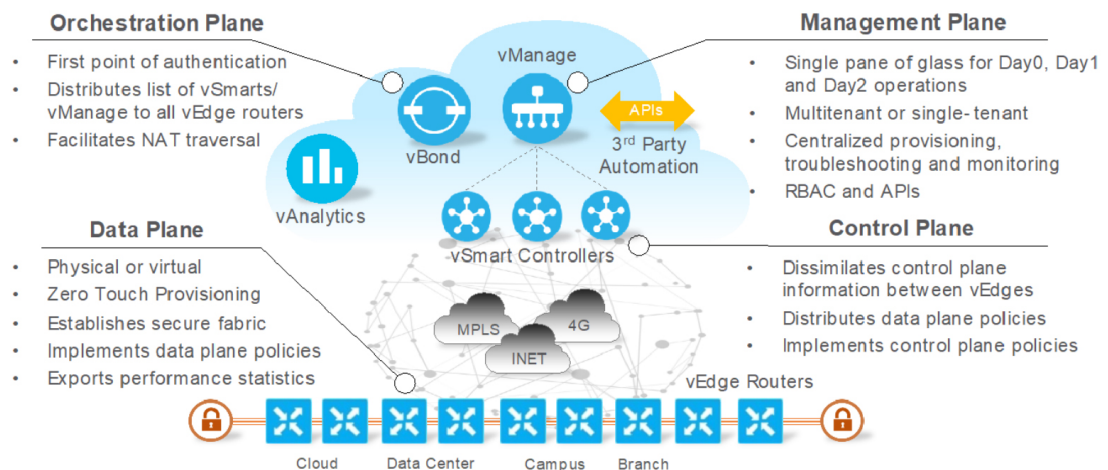 Orchestration Plane
• First point of authentication
• Distributes list of vSmarts/
vManage to all vEdge routers
• Facilitates NAT traversal
Management Plane
• Single pane of glass for Day0, Day1
and Day2 operations
• Multitenant or single- tenant
• Centralized provisioning,
troubleshooting and monitoring
• RBAC and APIs
vManage
vBond
APIs
3rd Party
Automation
vAnalytics
vSmart Controllers
Data Plane
• Physical or virtual
• Zero Touch Provisioning
• Establishes secure fabric
• Implements data plane policies
• Exports performance statistics
Control Plane
• Dissimilates control plane
information between vEdges
• Distributes data plane policies
• Implements control plane policies
MPLS
4G
INET
vEdge Routers
Cloud
Data Center
Campus
Branch